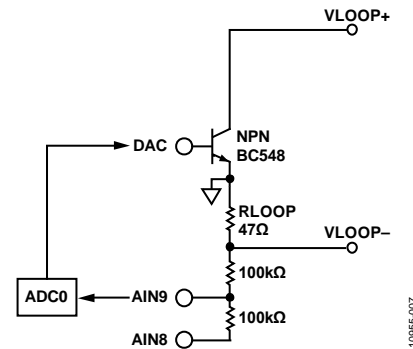 VLOOP+
NPN
BC548
DAC
RLOOP
47Ω
VLOOP–
100kΩ
ADC0
AIN9
100kΩ
AIN8
10955-007